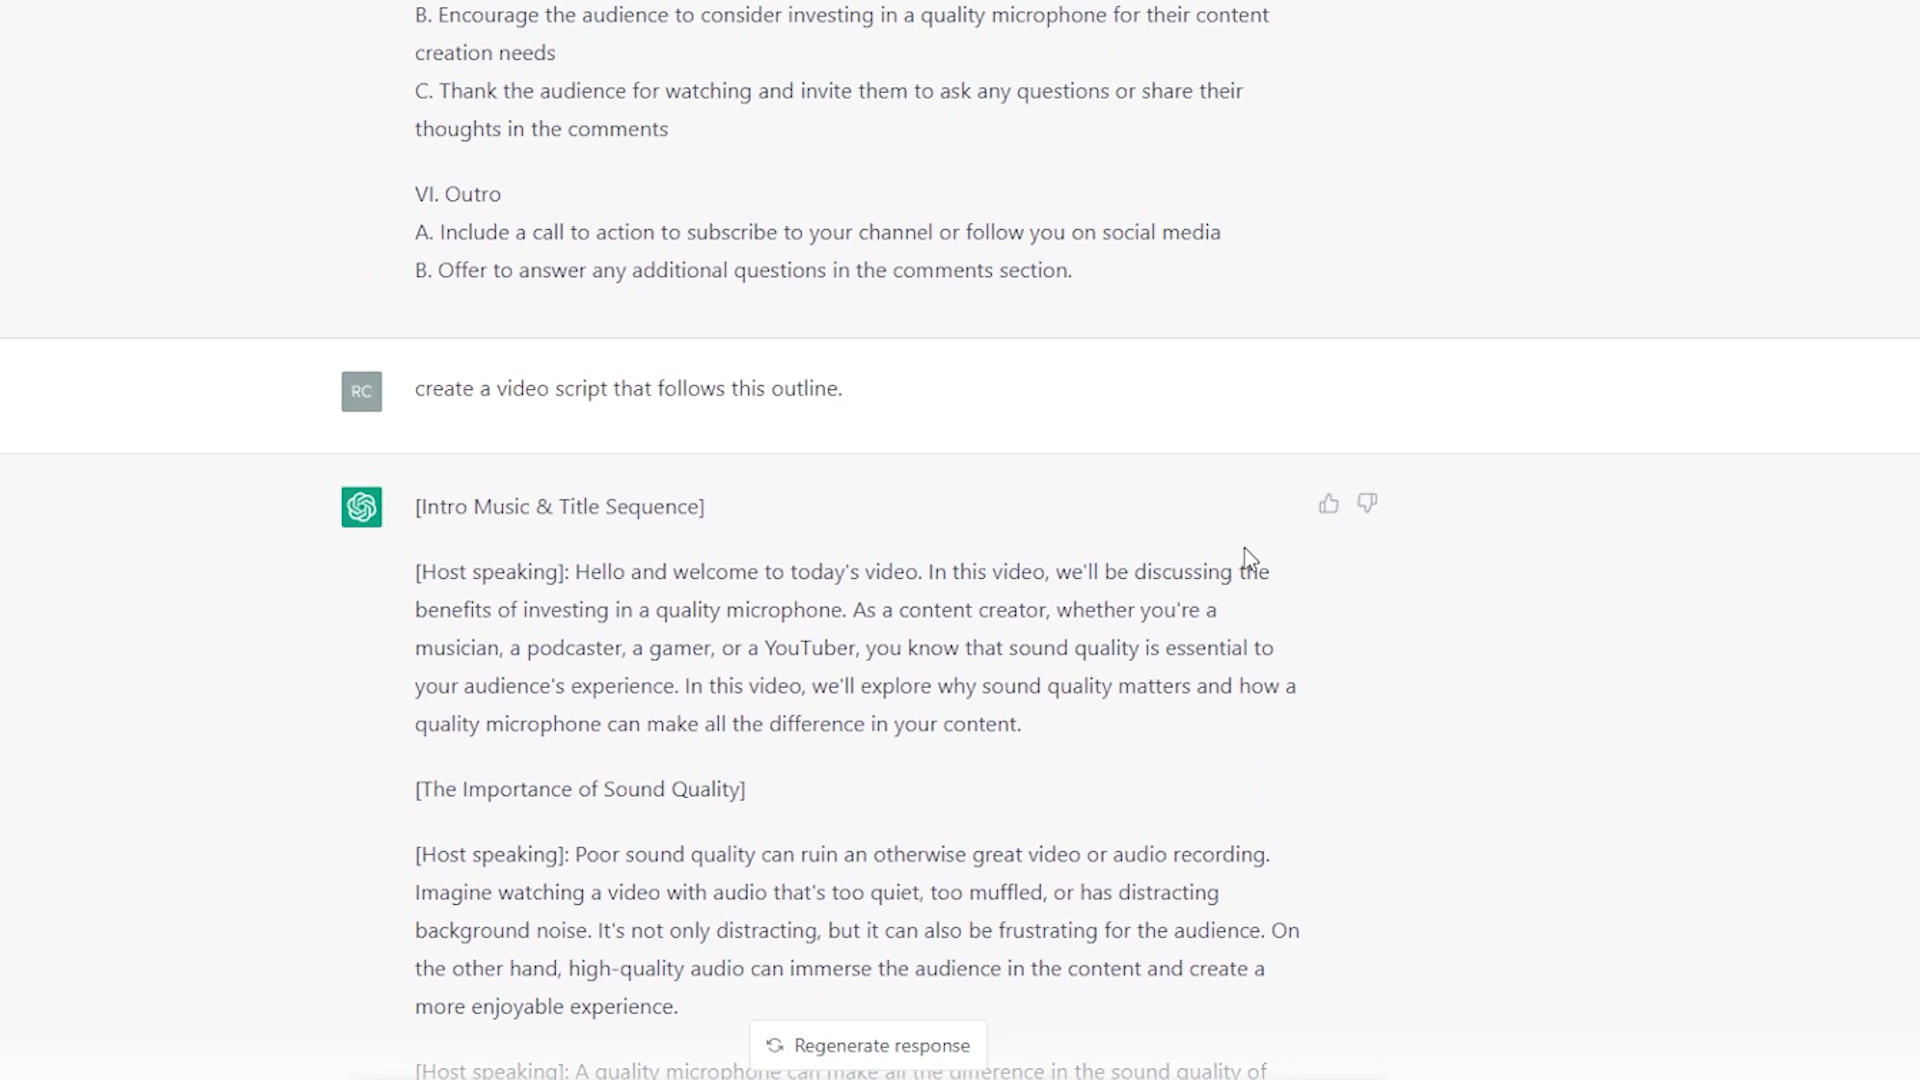 B. Encourage the audience to consider investing in a quality microphone for their content
creation needs
C. Thank the audience for watching and invite them to ask any questions or share their
thoughts in the comments
VI. Outro
A. Include a call to action to subscribe to your channel or follow you on social media
B. Offer to answer any additional questions in the comments section.
RC
create a video script that follows this outline.
[Intro Music & Title Sequence]
[Host speaking]: Hello and welcome to today's video. In this video, we'll be discussing the
benefits of investing in a quality microphone. As a content creator, whether you're a
musician, a podcaster, a gamer, or a YouTuber, you know that sound quality is essential to
your audience's experience. In this video, we'll explore why sound quality matters and how a
quality microphone can make all the difference in your content.
[The Importance of Sound Quality]
[Host speaking]: Poor sound quality can ruin an otherwise great video or audio recording.
Imagine watching a video with audio that's too quiet, too muffled, or has distracting
background noise. It's not only distracting, but it can also be frustrating for the audience. On
the other hand, high-quality audio can immerse the audience in the content and create a
more enjoyable experience.
Regenerate response
[Host speaking]: A quality microphone can make all the difference in the sound quality of